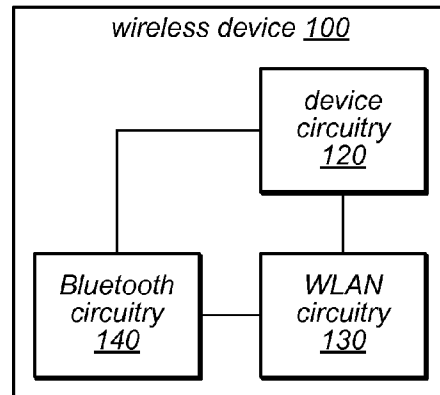 wireless device 100
device
circuitry
120
Bluetooth
circuitry
140
WLAN
circuitry
130